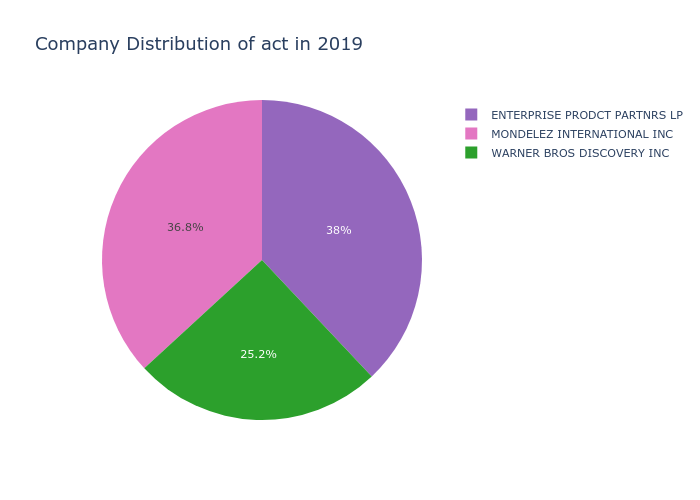 Company Distribution of act in 2019
ENTERPRISE PRODCT PARTNRS LP
MONDELEZ INTERNATIONAL INC
WARNER BROS DISCOVERY INC
36.8%
38%
25.2%